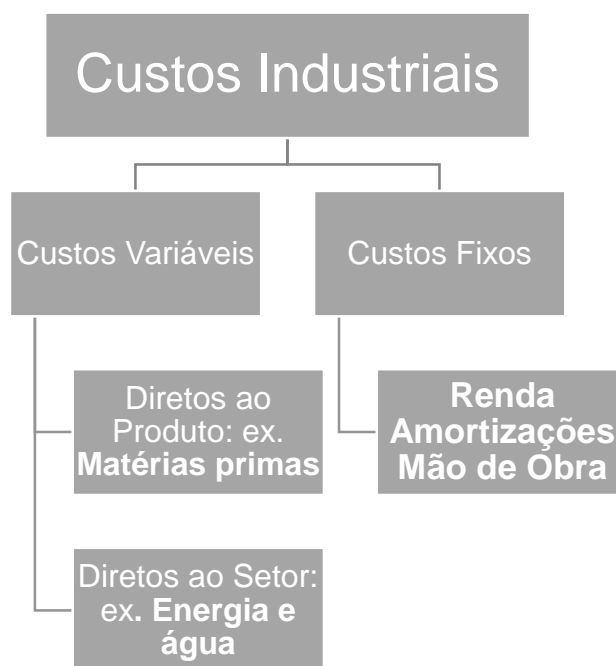 Custos Industriais
Custos Variáveis
Custos Fixos
Diretos ao
Produto: ex.
Matérias primas
Renda
Amortizações
Mão de Obra
Diretos ao Setor:
ex. Energia e
água